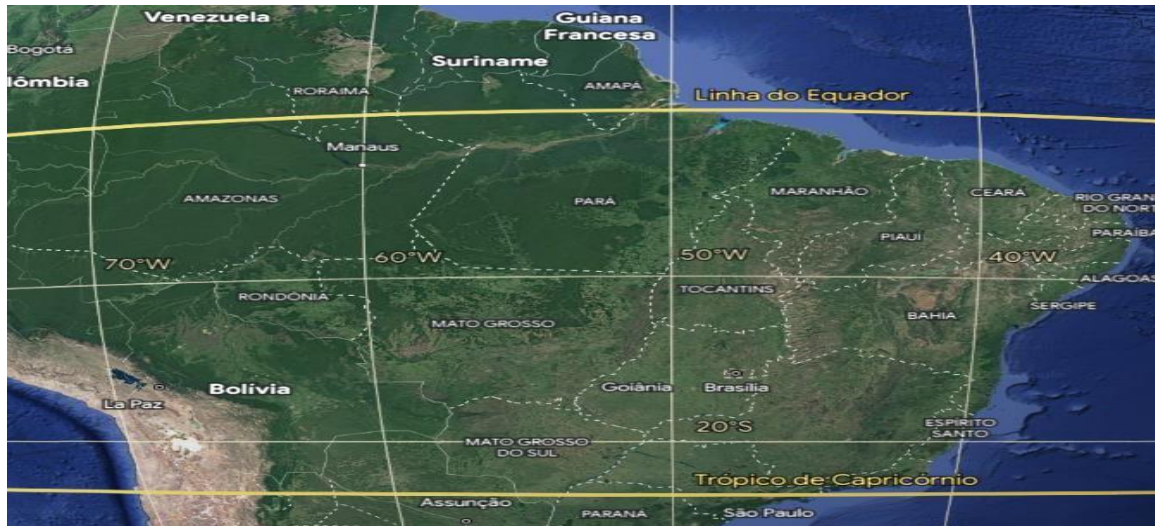 Venezuela
Guiana
Francesa
Bogotá
lômbia
Suriname
RORAIMA
AMAPÁ
Linha do Equador
Manaus
AMAZONAS
PARÁ
MARANHÃO
CEARÁ
RIO GRAN
DO NORT
PIAUÍ
PARAÍBA
70°W
60°W
50°W
40°W
ALAGOAS
RONDÔNIA
TOCANTINS
SERGIPE
MATO GROSSO
BAHIA
Bolívia
Goiânia
Brasília
La Paz
20°S
ESPÍRITO
SANTO
MATO GROSSO
DO SUL
Trópico de Capricórnio
Assunção
PARANÁ
São Paulo